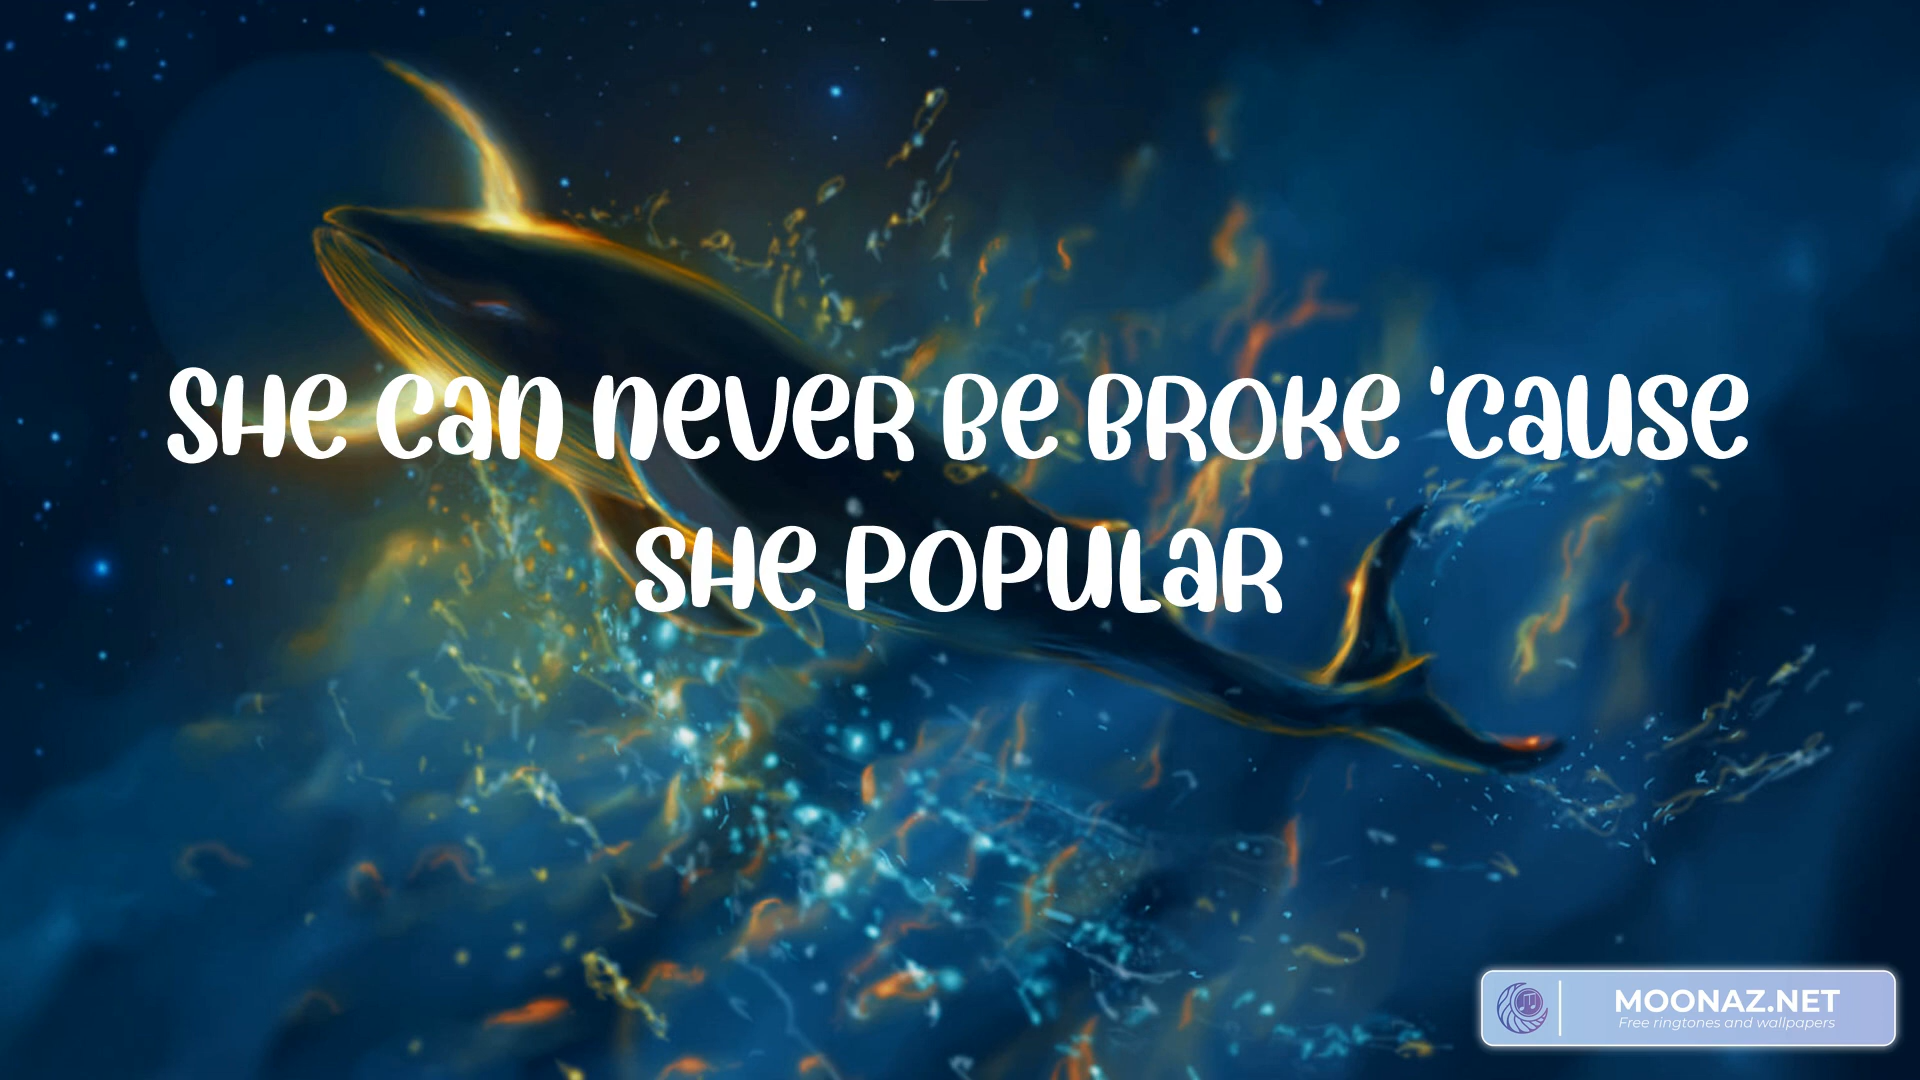 SHe can never Be Broke 'cause
SHe Popular
MOONAZ.NET
Free ringtones and wallpapers